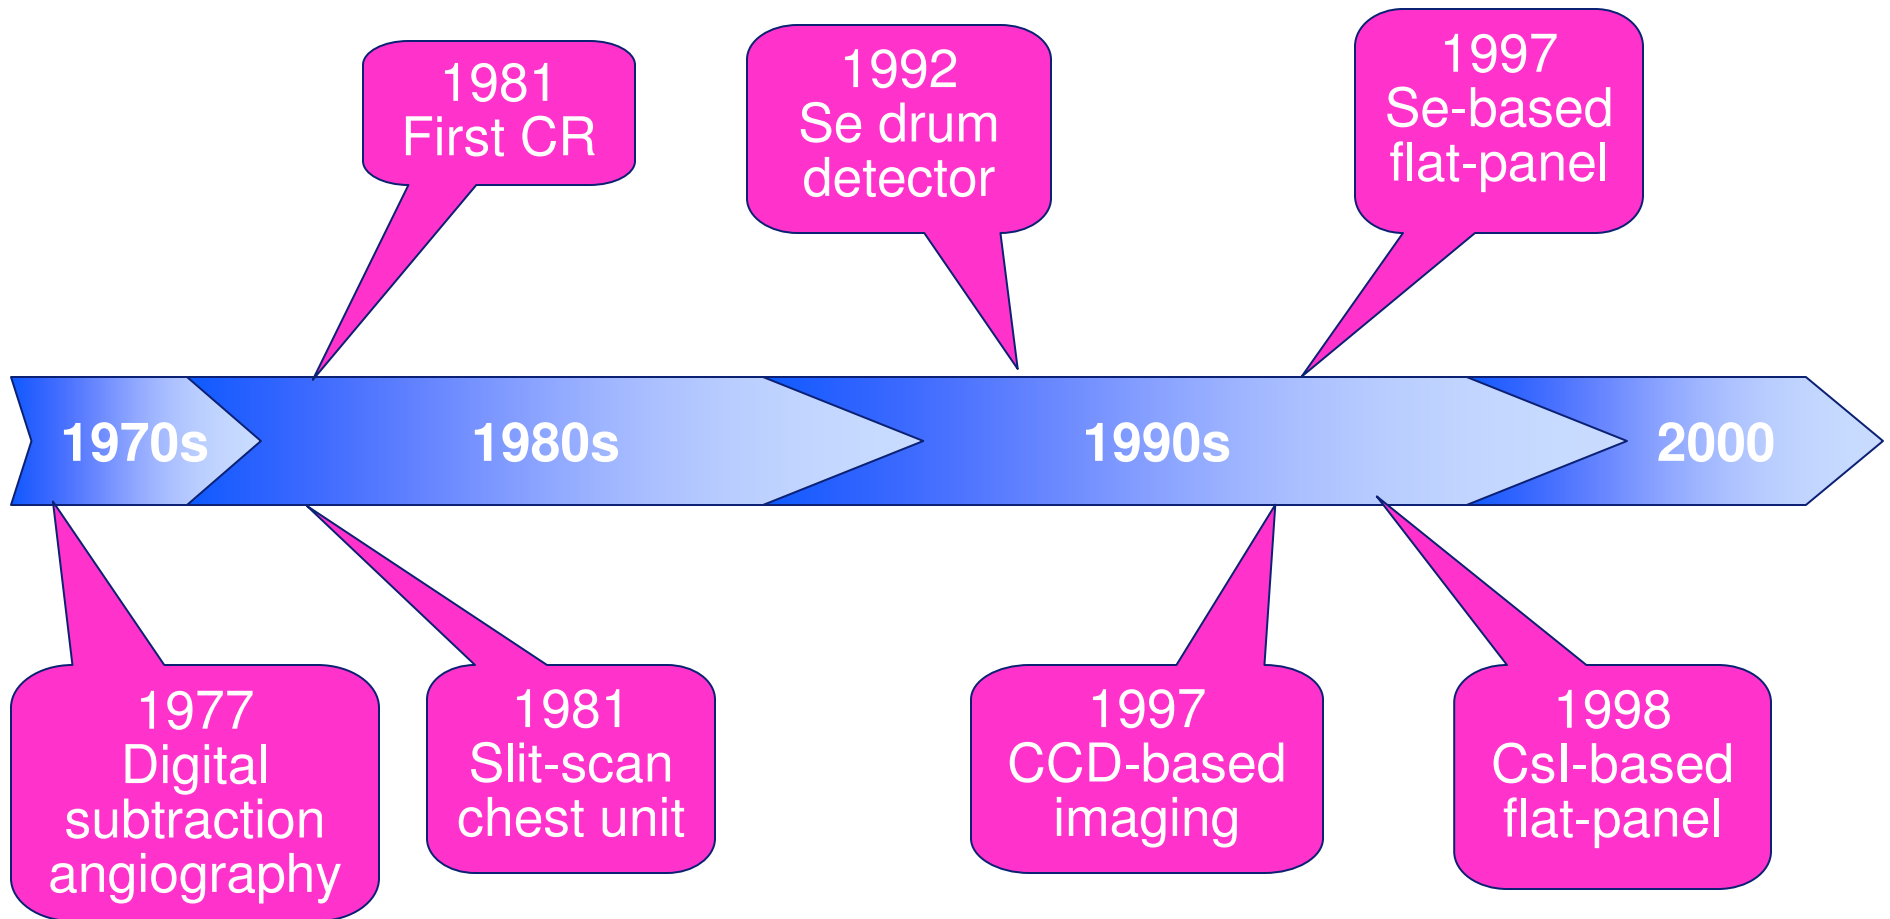 1981
First CR
1992
Se drum
detector
1997
Se-based
flat-panel
1970s
1980s
1990s
2000
1977
Digital
subtraction
angiography
1981
Slit-scan
chest unit
1997
CCD-based
imaging
1998
CsI-based
flat-panel